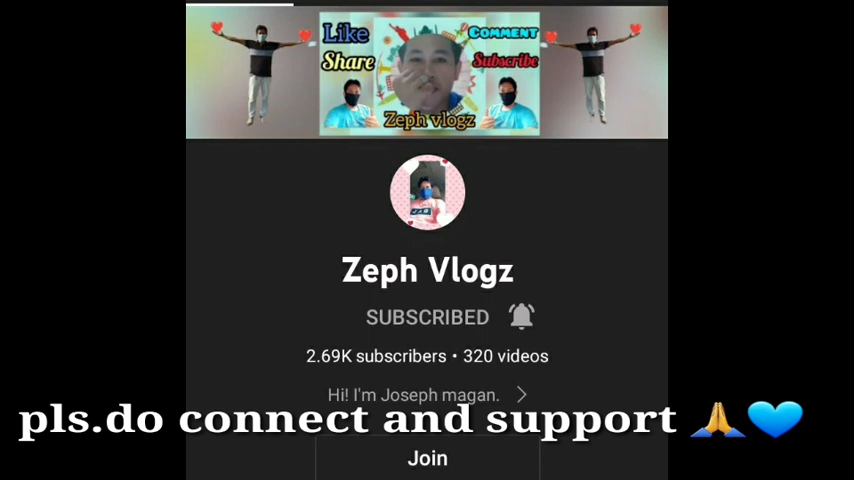 Like
COMMENT
Share
Subscribe
Zeph vlogz
Zeph Vlogz
SUBSCRIBED
2.69K subscribers • 320 videos
Hi! I'm Joseph magan.
pls.do connect and support 🙏💙
Join